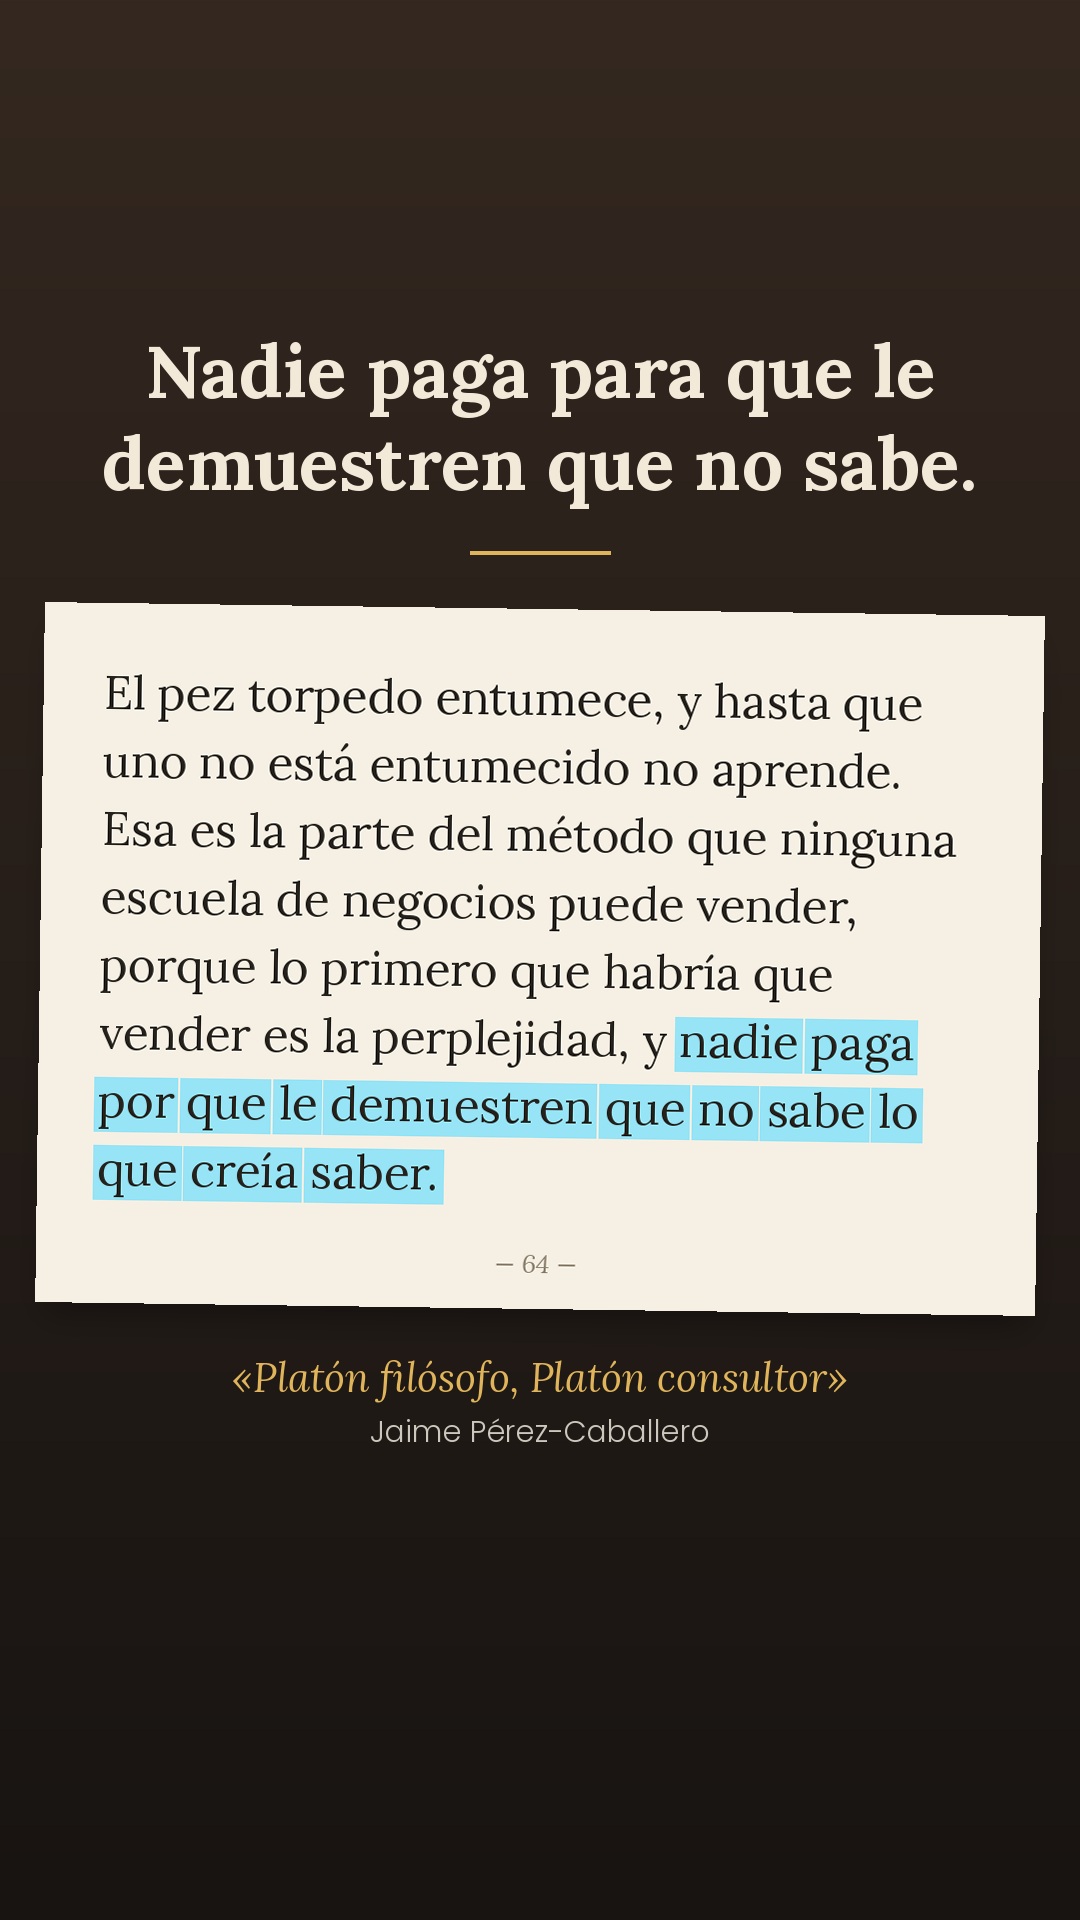 Nadie paga para que le
demuestren que no sabe.
El pez torpedo entumece, y hasta que
uno no está entumecido no aprende.
Esa es la parte del método que ninguna
escuela de negocios puede vender,
porque lo primero que habría que
vender es la perplejidad, y nadie paga
por que le demuestren que no sabe lo
que creía saber.
— 64 —
«Platón filósofo, Platón consultor»
Jaime Pérez-Caballero